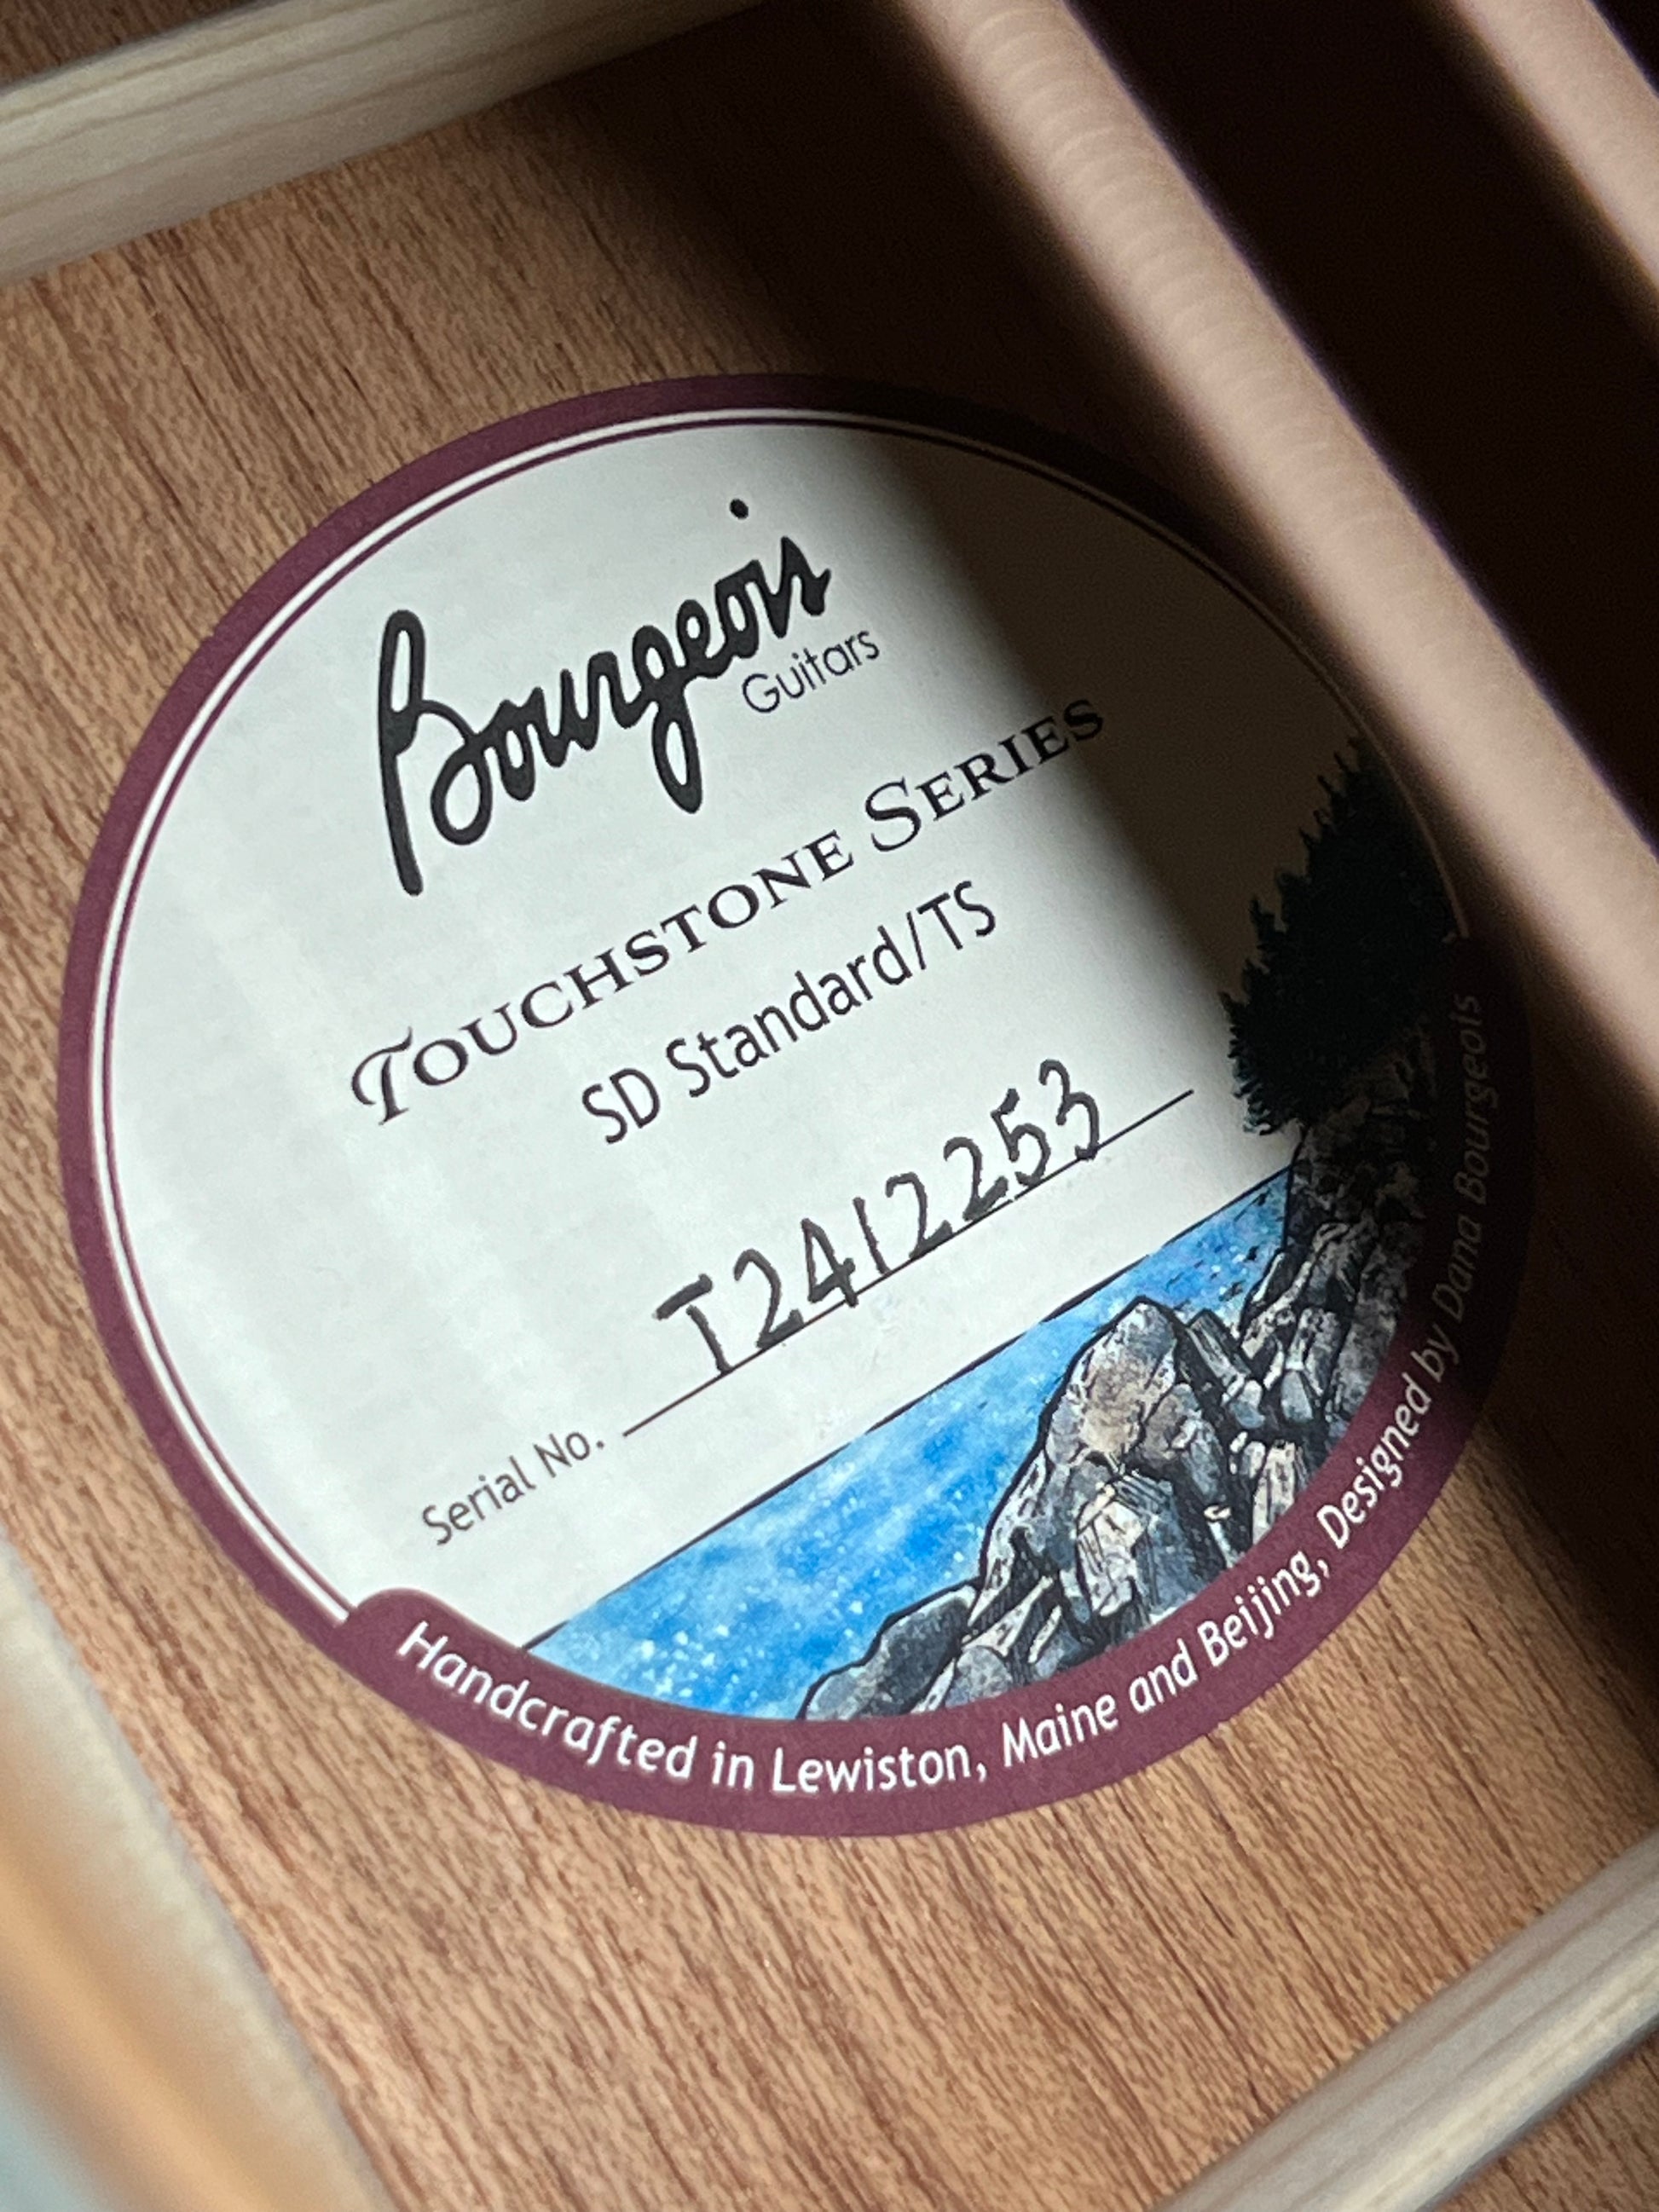 Bourgeois
Guitars
TOUCHSTONE SERIES
SD Standard/TS
Serial No. T2412253
Handcrafted in Lewiston, Maine and Beijing, Designed by Dana Bourgeois